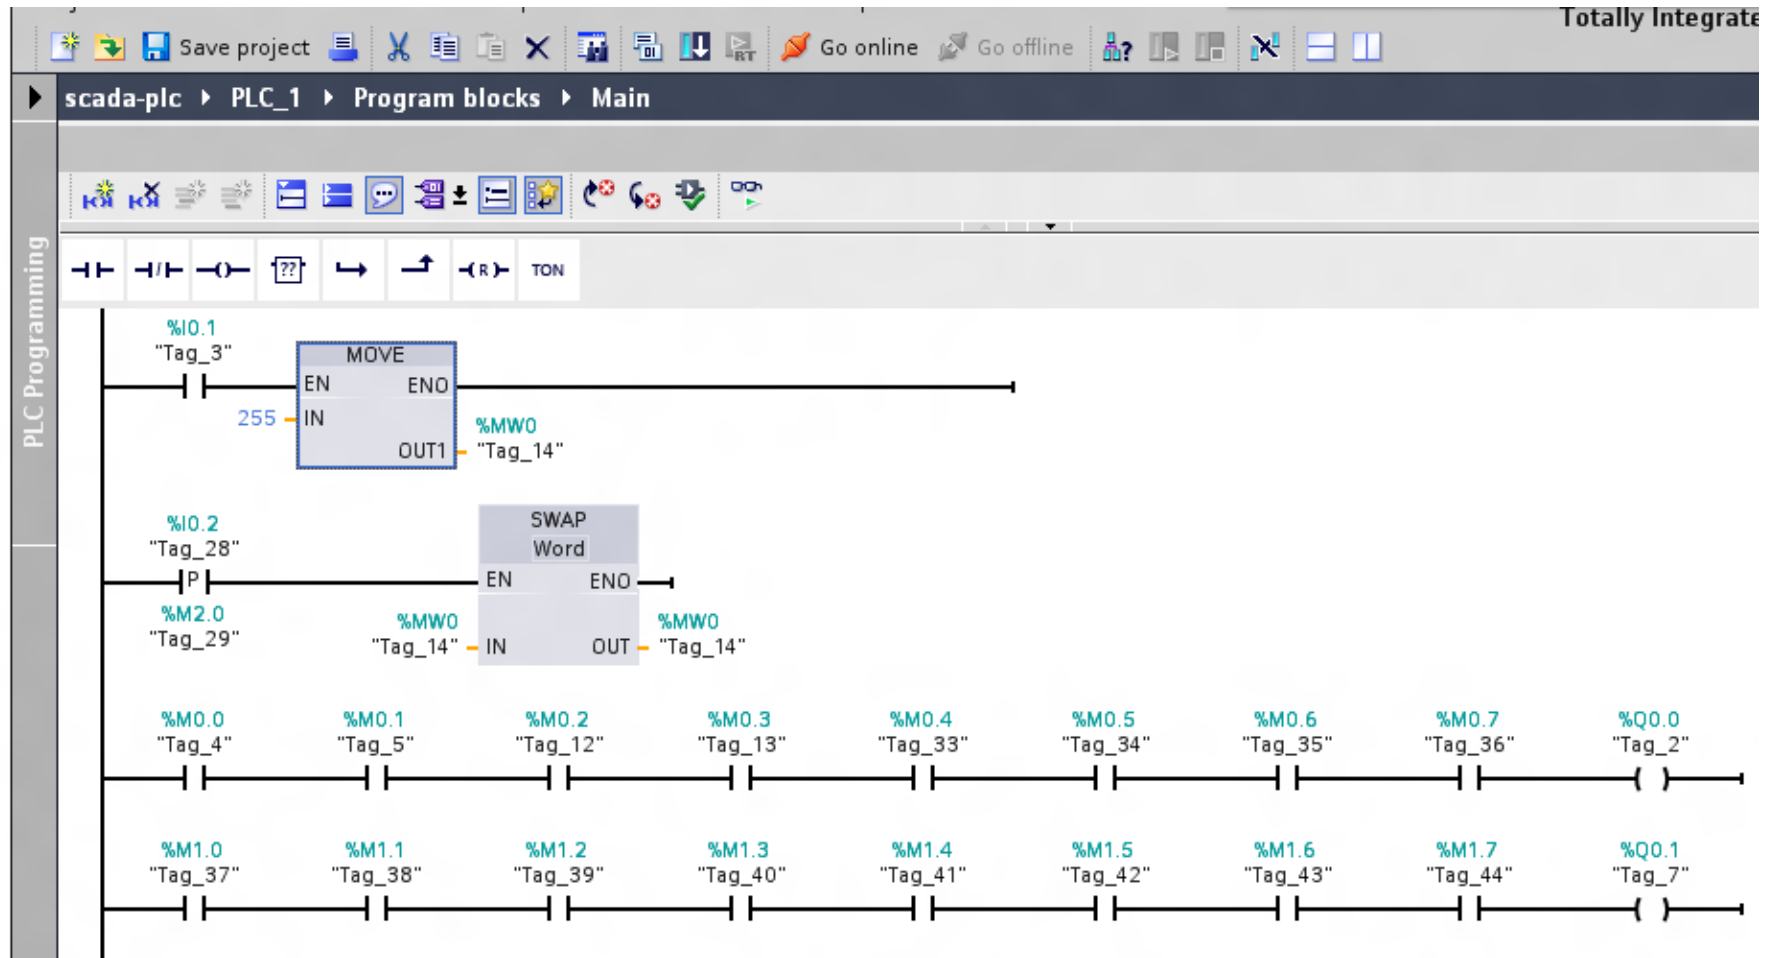 Totally Integrate
Save project
RT
Go online
Go offline
scada-plc PLC_1 Program blocks Main
PLC Programming
?? R TON
%I0.1
"Tag_3"
MOVE
EN ENO
255 IN
%MW0
OUT1 "Tag_14"
%I0.2
"Tag_28"
P
%M2.0
"Tag_29"
SWAP
Word
EN ENO
%MW0 %MW0
"Tag_14" IN OUT "Tag_14"
%M0.0 %M0.1 %M0.2 %M0.3 %M0.4 %M0.5 %M0.6 %M0.7 %Q0.0
"Tag_4" "Tag_5" "Tag_12" "Tag_13" "Tag_33" "Tag_34" "Tag_35" "Tag_36" "Tag_2"
%M1.0 %M1.1 %M1.2 %M1.3 %M1.4 %M1.5 %M1.6 %M1.7 %Q0.1
"Tag_37" "Tag_38" "Tag_39" "Tag_40" "Tag_41" "Tag_42" "Tag_43" "Tag_44" "Tag_7"